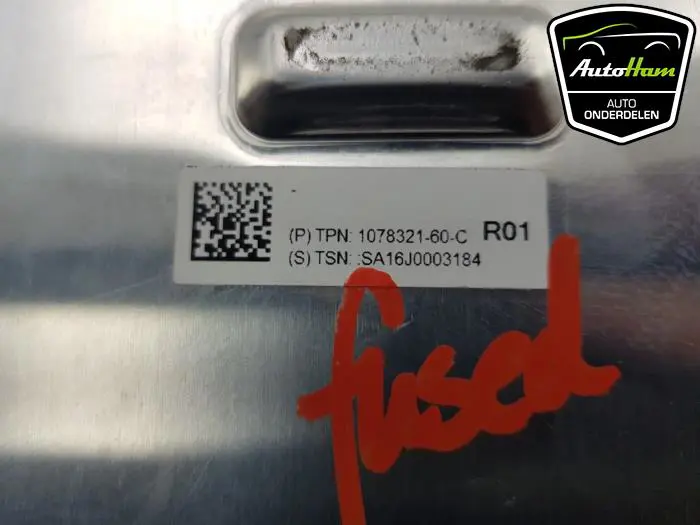 AutoHam
AUTO
ONDERDELEN
(P) TPN: 1078321-60-C R01
(S) TSN: :SA16J0003184
fused